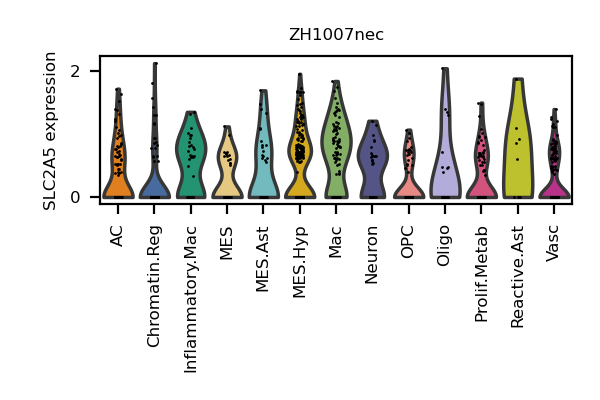 ZH1007nec
SLC2A5 expression
2
0
AC
Chromatin.Reg
Inflammatory.Mac
MES
MES.Ast
MES.Hyp
Mac
Neuron
OPC
Oligo
Prolif.Metab
Reactive.Ast
Vasc